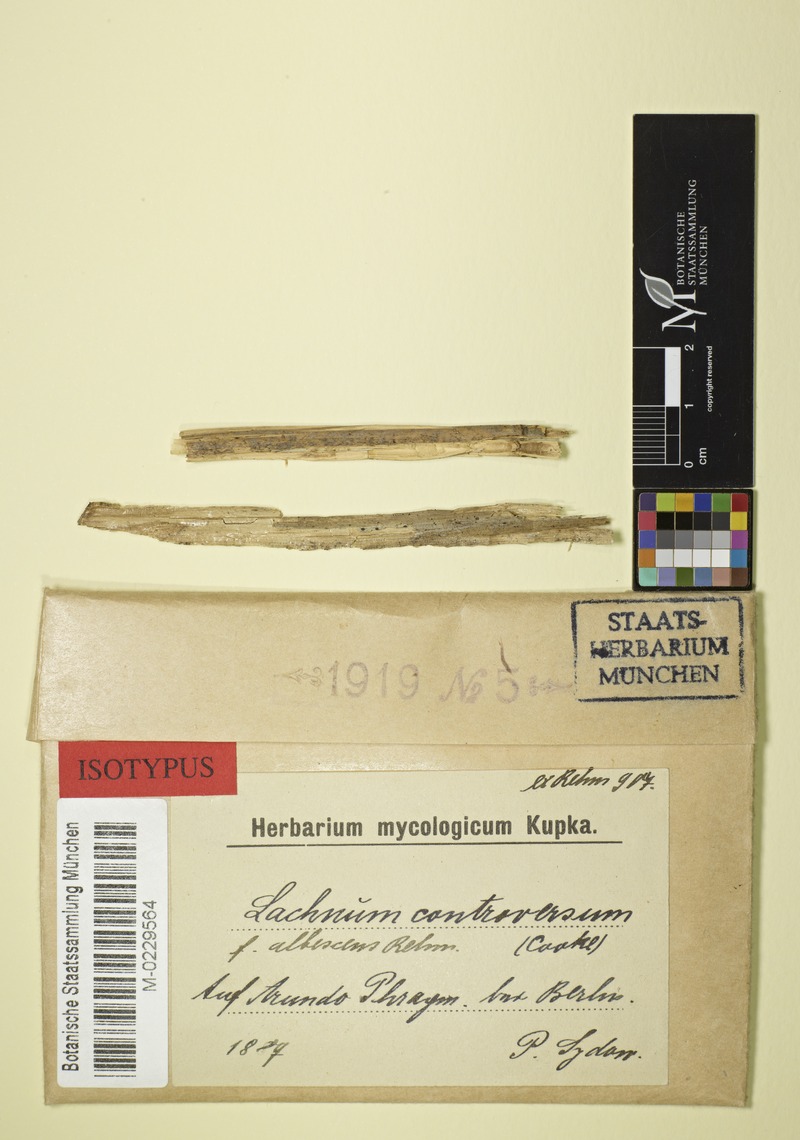 BOTANISCHE
STAATSSAMMLUNG
MÜNCHEN
copyright reserved
0 1 2
cm
STAATS-
HERBARIUM
MÜNCHEN
1919 № 5
ISOTYPUS
ex Rehm 907.
Herbarium mycologicum Kupka.
Lachnum controversum
f. albescens Rehm. (Cooke)
Auf Arundo Phragm. bei Berlin.
P. Sydow.
Botanische Staatssammlung München
M-0229564